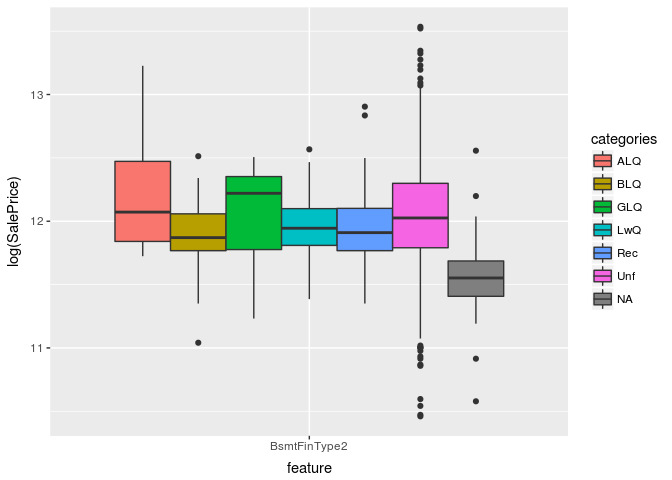 log(SalePrice)
13
12
11
BsmtFinType2
feature
categories
ALQ
BLQ
GLQ
LwQ
Rec
Unf
NA